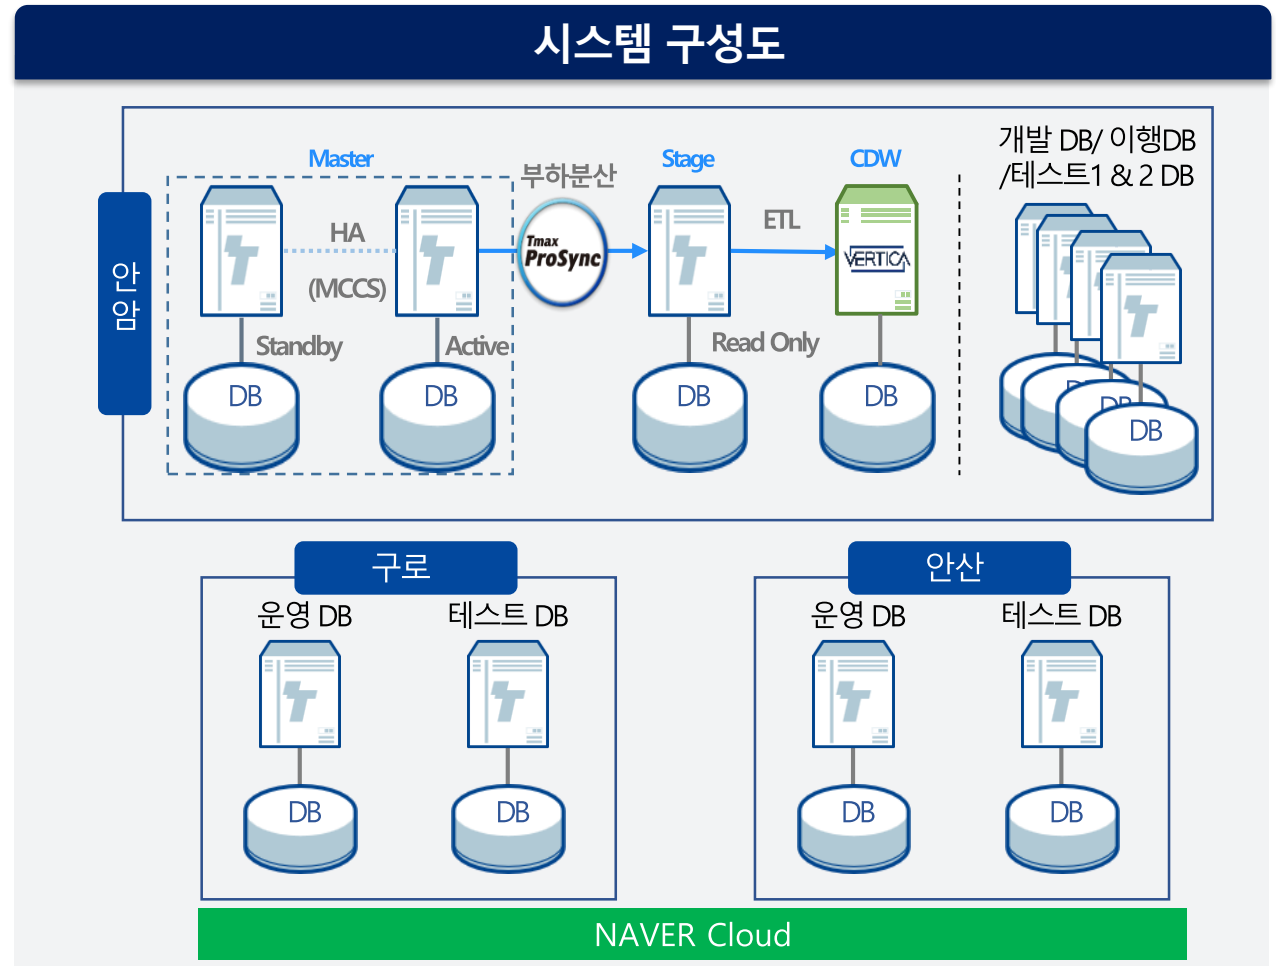 시스템 구성도
개발 DB/ 이행DB
/테스트1 & 2 DB
Master
부하분산
Stage
CDW
안
암
HA
(MCCS)
Tmax
ProSync
ETL
VERTICA
Standby
Active
Read Only
DB
DB
DB
DB
DB
구로
안산
운영 DB
테스트 DB
운영 DB
테스트 DB
DB
DB
DB
DB
NAVER Cloud